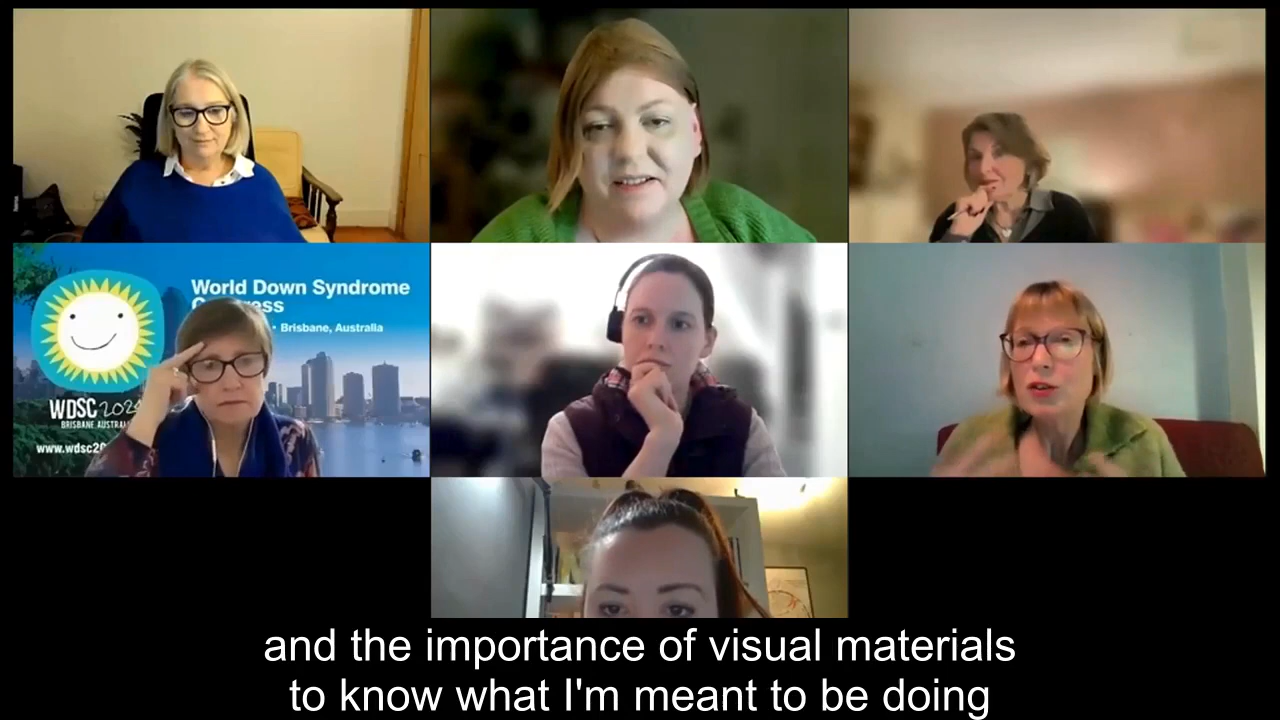 World Down Syndrome
Brisbane, Australia
WDSC
BRISBANE
and the importance of visual materials
to know what I'm meant to be doing